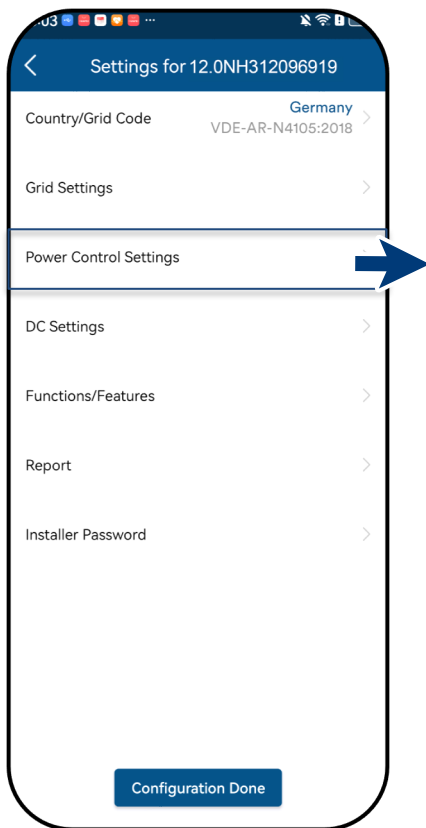 Settings for 12.0NH312096919
Country/Grid Code
Germany
VDE-AR-N4105:2018
Grid Settings
Power Control Settings
DC Settings
Functions/Features
Report
Installer Password
Configuration Done